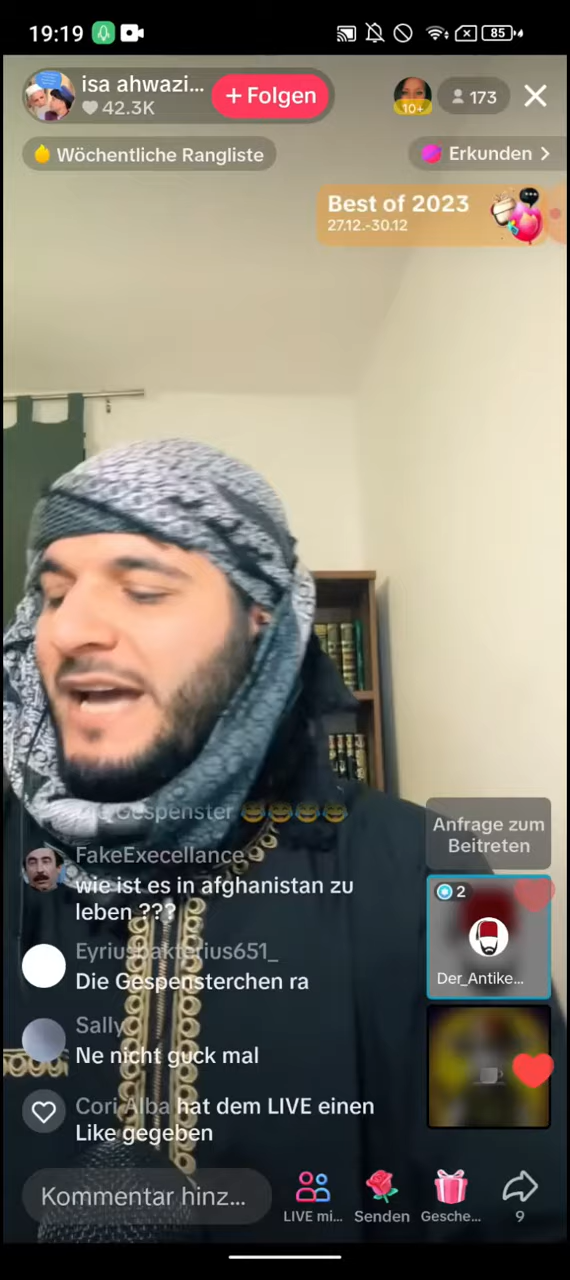 19:19
85
isa ahwazi...
42.3K
+ Folgen
10+
173
Wöchentliche Rangliste
Erkunden >
Best of 2023
27.12.-30.12
Die Gespenster 😂😂😂😂
FakeExecellance
wie ist es in afghanistan zu
leben ???
Eyriusbakterius651_
Die Gespensterchen ra
Sally
Ne nicht guck mal
Cori Alba hat dem LIVE einen
Like gegeben
Anfrage zum
Beitreten
2
Der_Antike...
Kommentar hinz...
LIVE mi...
Senden
Gesche...
9